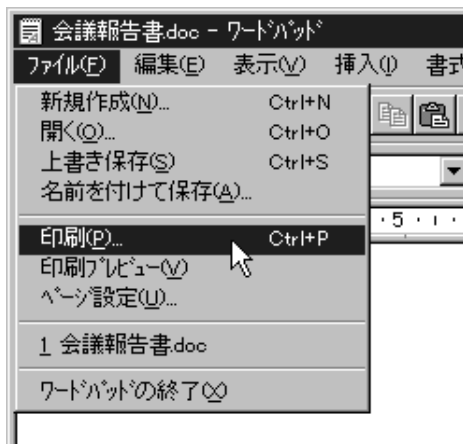 会議報告書.doc - ﾜｰﾄﾞﾊﾟｯﾄﾞ
ﾌｧｲﾙ(F) 編集(E) 表示(V) 挿入(I) 書式
新規作成(N)... Ctrl+N
開く(O)... Ctrl+O
上書き保存(S) Ctrl+S
名前を付けて保存(A)...
印刷(P)... Ctrl+P
印刷ﾌﾟﾚﾋﾞｭｰ(V)
ﾍﾟｰｼﾞ設定(U)...
1 会議報告書.doc
ﾜｰﾄﾞﾊﾟｯﾄﾞの終了(X)
· 5 · ı ·